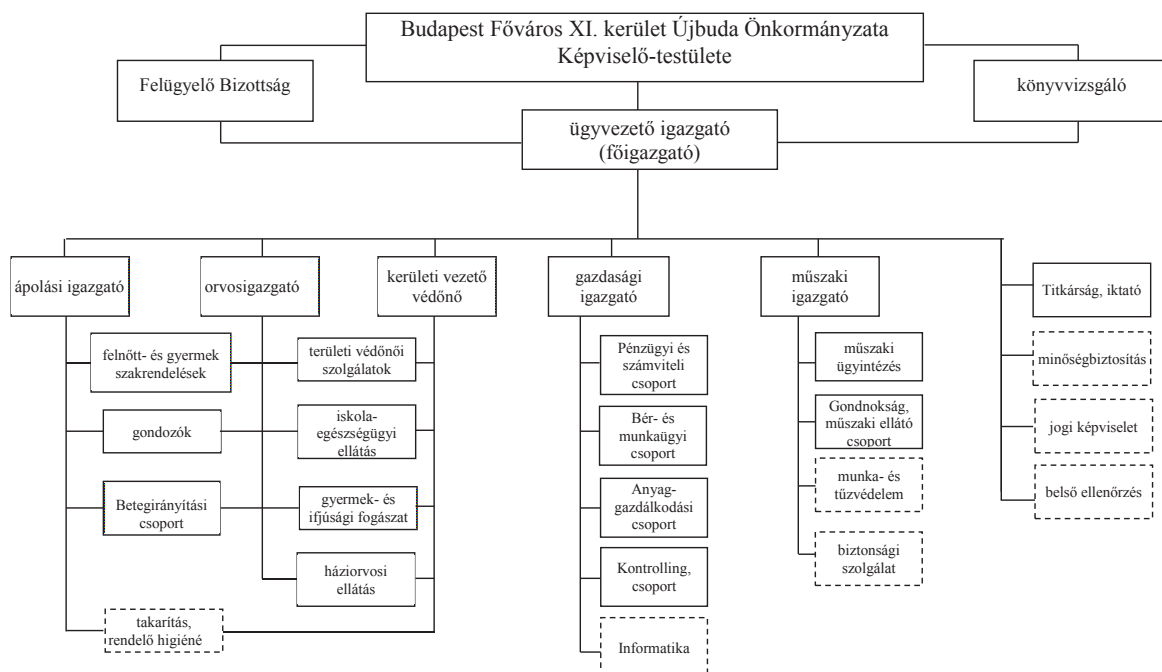 Budapest Főváros XI. kerület Újbuda Önkormányzata
Képviselő-testülete
Felügyelő Bizottság
könyvvizsgáló
ügyvezető igazgató
(főigazgató)
ápolási igazgató
orvosigazgató
kerületi vezető
védőnő
gazdasági
igazgató
műszaki
igazgató
Titkárság, iktató
felnőtt- és gyermek
szakrendelések
területi védőnői
szolgálatok
Pénzügyi és
számviteli
csoport
műszaki
ügyintézés
minőségbiztosítás
gondozók
iskola-
egészségügyi
ellátás
Bér- és
munkaügyi
csoport
Gondnokság,
műszaki ellátó
csoport
jogi képviselet
Betegirányítási
csoport
gyermek- és
ifjúsági fogászat
Anyag-
gazdálkodási
csoport
munka- és
tűzvédelem
belső ellenőrzés
háziorvosi
ellátás
Kontrolling,
csoport
biztonsági
szolgálat
takarítás,
rendelő higiéné
Informatika